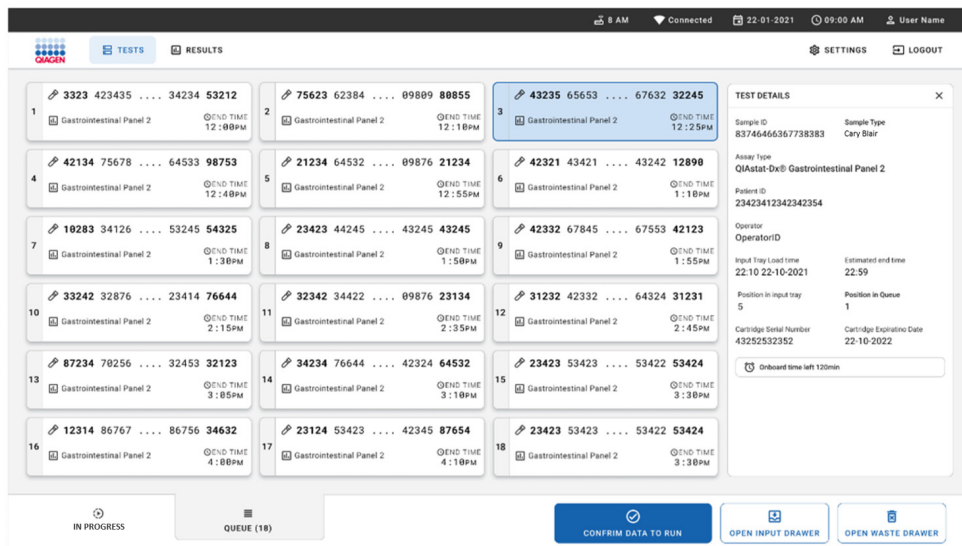 8 AM Connected 22-01-2021 09:00 AM User Name
QIAGEN TESTS RESULTS SETTINGS LOGOUT
1 3323 423435 .... 34234 53212
Gastrointestinal Panel 2 END TIME 12:00PM
2 75623 62384 .... 09809 80855
Gastrointestinal Panel 2 END TIME 12:10PM
3 43235 65653 .... 67632 32245
Gastrointestinal Panel 2 END TIME 12:25PM
4 42134 75678 .... 64533 98753
Gastrointestinal Panel 2 END TIME 12:40PM
5 21234 64532 .... 09876 21234
Gastrointestinal Panel 2 END TIME 12:55PM
6 42321 43421 .... 43242 12890
Gastrointestinal Panel 2 END TIME 1:10PM
7 10283 34126 .... 53245 54325
Gastrointestinal Panel 2 END TIME 1:30PM
8 23423 44245 .... 43245 43245
Gastrointestinal Panel 2 END TIME 1:50PM
9 42332 67845 .... 67553 42123
Gastrointestinal Panel 2 END TIME 1:55PM
10 33242 32876 .... 23414 76644
Gastrointestinal Panel 2 END TIME 2:15PM
11 32342 34422 .... 09876 23134
Gastrointestinal Panel 2 END TIME 2:35PM
12 31232 42332 .... 64324 31231
Gastrointestinal Panel 2 END TIME 2:45PM
13 87234 70256 .... 32453 32123
Gastrointestinal Panel 2 END TIME 3:05PM
14 34234 76644 .... 42324 64532
Gastrointestinal Panel 2 END TIME 3:10PM
15 23423 53423 .... 53422 53424
Gastrointestinal Panel 2 END TIME 3:30PM
16 12314 86767 .... 86756 34632
Gastrointestinal Panel 2 END TIME 4:00PM
17 23124 53423 .... 42345 87654
Gastrointestinal Panel 2 END TIME 4:10PM
18 23423 53423 .... 53422 53424
Gastrointestinal Panel 2 END TIME 3:30PM
TEST DETAILS
Sample ID Sample Type
83746466367738383 Cary Blair
Assay Type
QIAstat-Dx® Gastrointestinal Panel 2
Patient ID
23423412342342354
Operator
OperatorID
Input Tray Load time Estimated end time
22:10 22-10-2021 22:59
Position in input tray Position in Queue
5 1
Cartridge Serial Number Cartridge Expiratino Date
43252532352 22-10-2022
Onboard time left 120min
IN PROGRESS QUEUE (18) CONFRIM DATA TO RUN OPEN INPUT DRAWER OPEN WASTE DRAWER